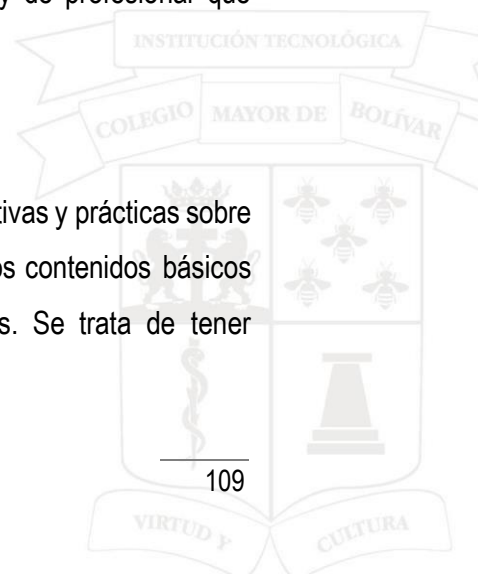 y de profesional que
INSTITUCIÓN TECNOLÓGICA
COLEGIO MAYOR DE BOLÍVAR
tivas y prácticas sobre
os contenidos básicos
s. Se trata de tener
109
VIRTUD Y CULTURA